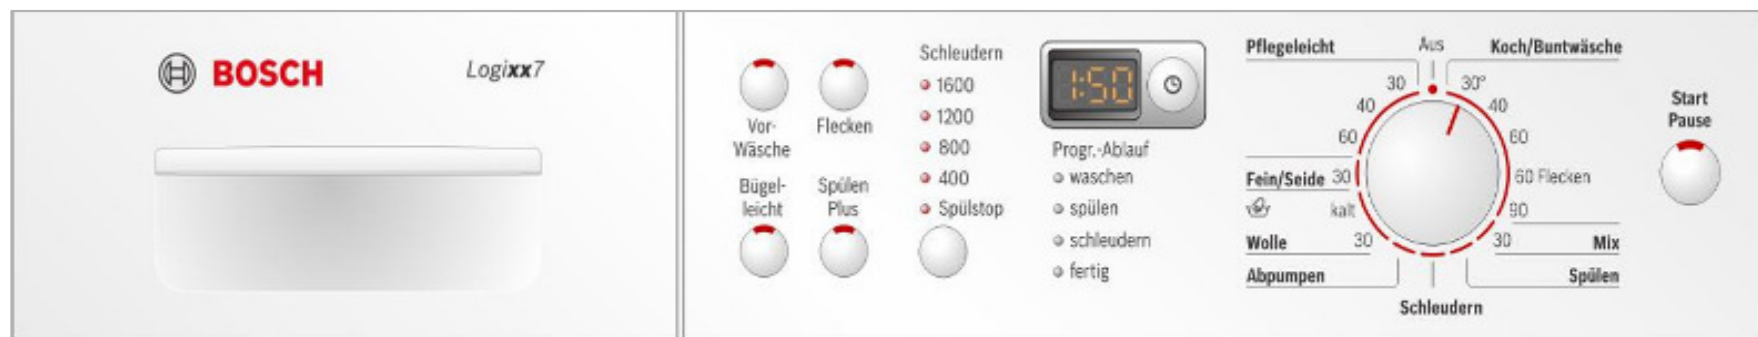 BOSCH
Logixx7
Vor-
Wäsche
Flecken
Bügel-
leicht
Spülen
Plus
Schleudern
1600
1200
800
400
Spülstop
1:50
Progr.-Ablauf
waschen
spülen
schleudern
fertig
Pflegeleicht
30
40
60
Fein/Seide 30
kalt
Wolle 30
Abpumpen
Aus
Koch/Buntwäsche
30°
40
60
60 Flecken
90
30 Mix
Spülen
Schleudern
Start
Pause